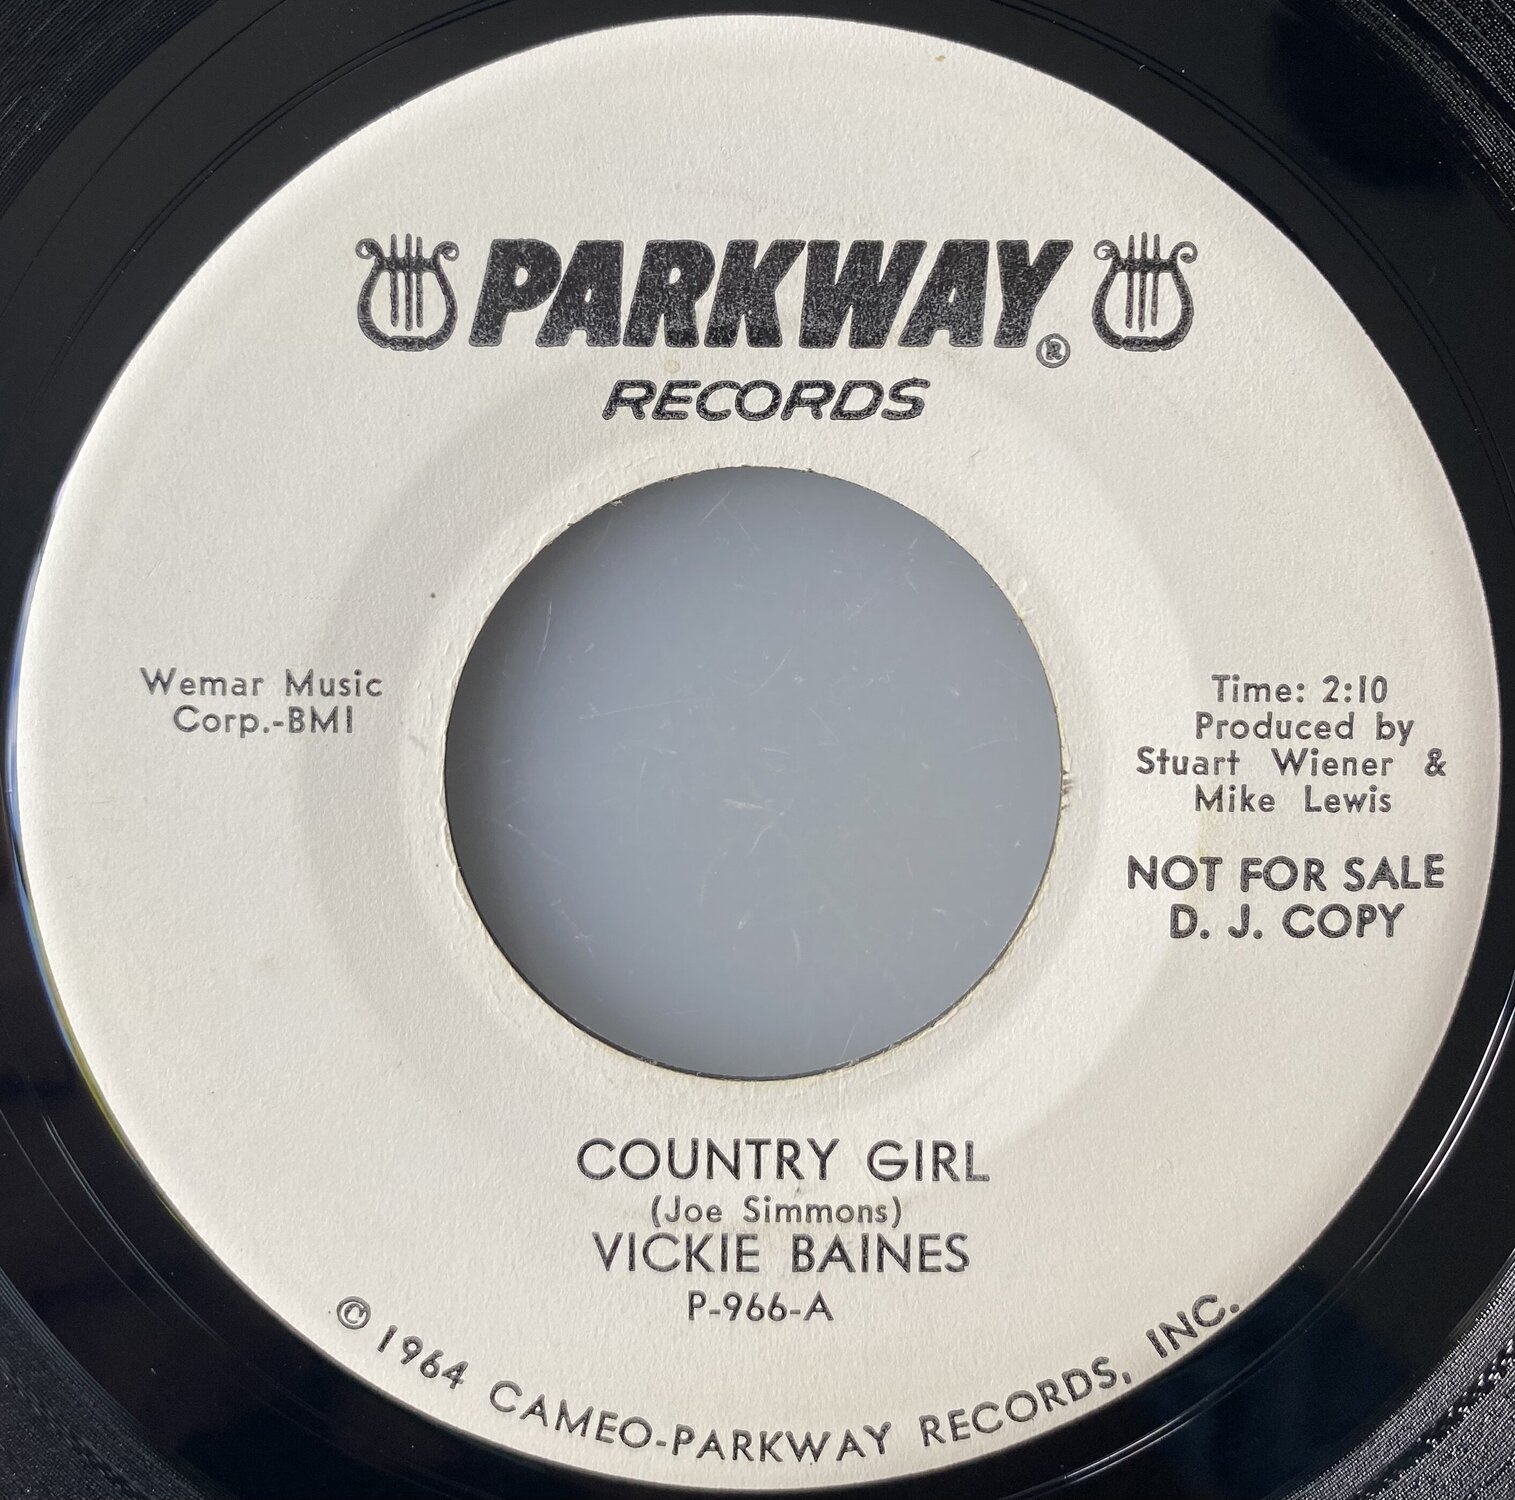 PARKWAY ®
RECORDS
Wemar Music
Corp.-BMI
Time: 2:10
Produced by
Stuart Wiener &
Mike Lewis
NOT FOR SALE
D. J. COPY
COUNTRY GIRL
(Joe Simmons)
VICKIE BAINES
P-966-A
© 1964 CAMEO-PARKWAY RECORDS, INC.